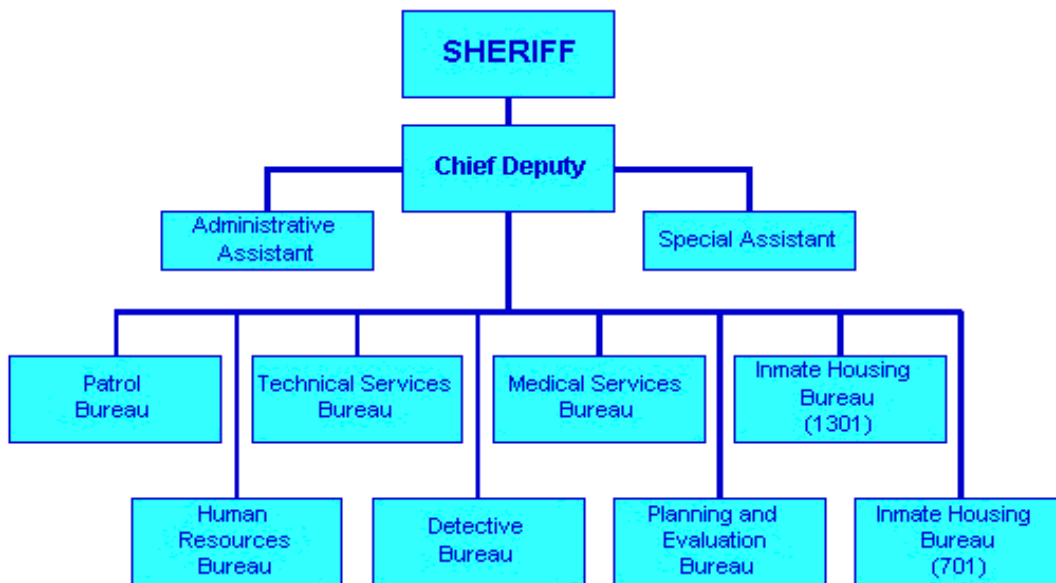 SHERIFF
Chief Deputy
Administrative
Assistant
Special Assistant
Patrol
Bureau
Technical Services
Bureau
Medical Services
Bureau
Inmate Housing
Bureau
(1301)
Human
Resources
Bureau
Detective
Bureau
Planning and
Evaluation
Bureau
Inmate Housing
Bureau
(701)